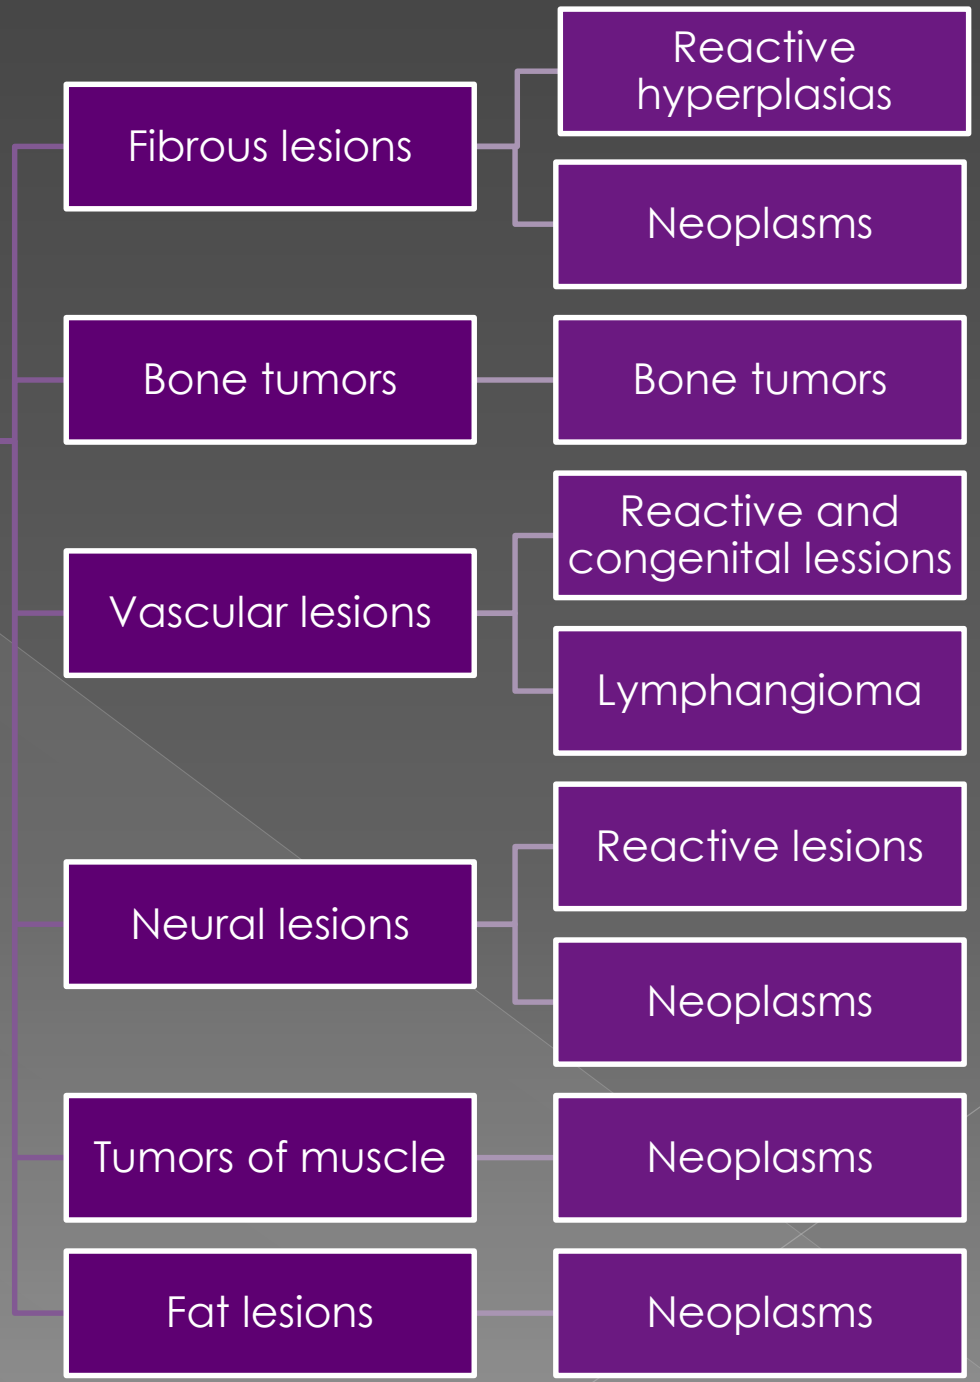 Fibrous lesions
Reactive
hyperplasias
Neoplasms
Bone tumors
Bone tumors
Vascular lesions
Reactive and
congenital lessions
Lymphangioma
Neural lesions
Reactive lesions
Neoplasms
Tumors of muscle
Neoplasms
Fat lesions
Neoplasms